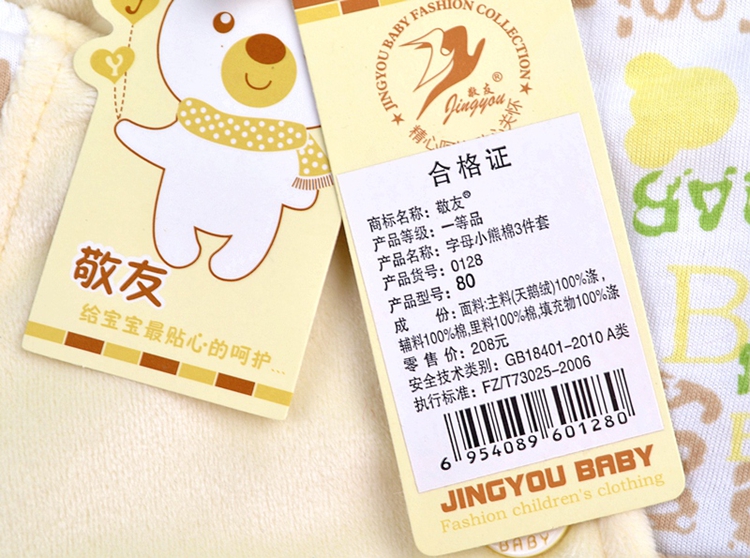 J
Y
敬友
给宝宝最贴心的呵护...
JINGYOU BABY FASHION COLLECTION
敬友®
Jingyou
合格证
商标名称：敬友®
产品等级：一等品
产品名称：字母小熊棉3件套
产品货号：0128
产品型号：80
成　份：面料:主料(天鹅绒)100%涤，
辅料100%棉,里料100%棉,填充物100%涤
零 售 价：208元
安全技术类别：GB18401-2010 A类
执行标准：FZ/T73025-2006
6 954089 601280
JINGYOU BABY
Fashion children's clothing
BABY
AB
B